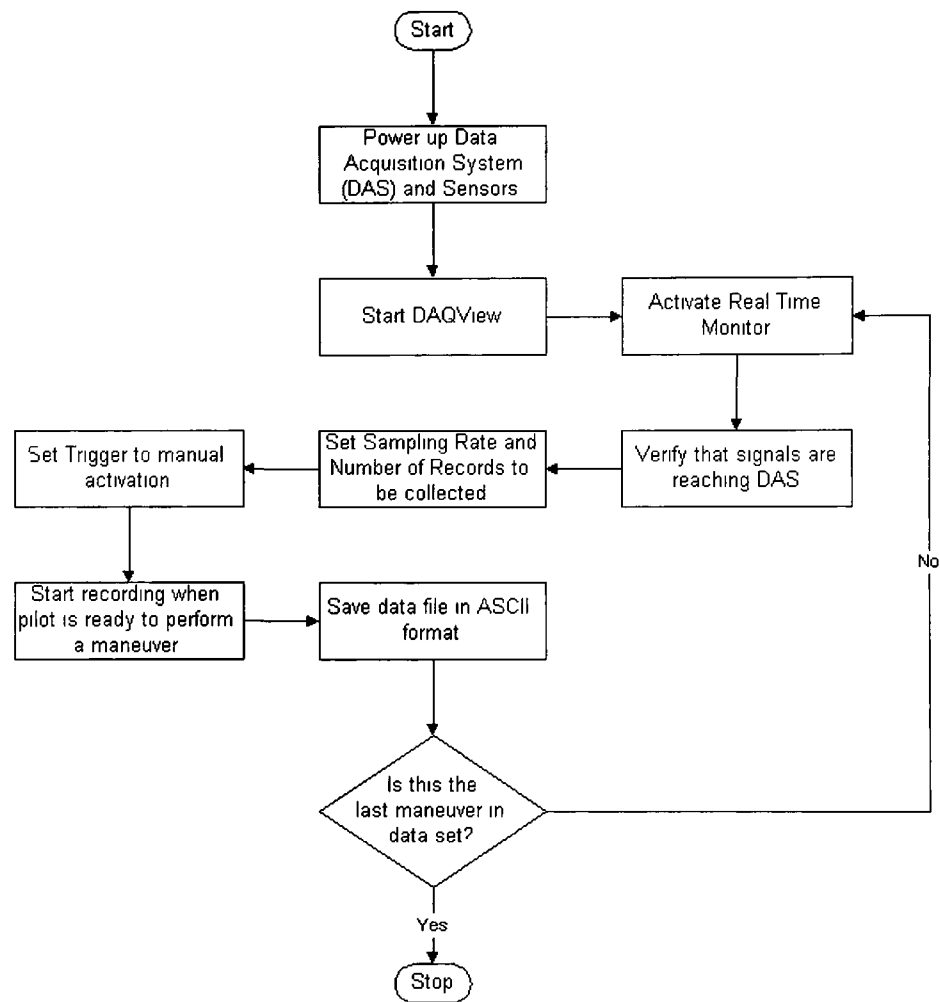 Start
Power up Data
Acquisition System
(DAS) and Sensors
Start DAQView
Activate Real Time
Monitor
Verify that signals are
reaching DAS
Set Sampling Rate and
Number of Records to
be collected
Set Trigger to manual
activation
Start recording when
pilot is ready to perform
a maneuver
Save data file in ASCII
format
Is this the
last maneuver in
data set?
No
Yes
Stop